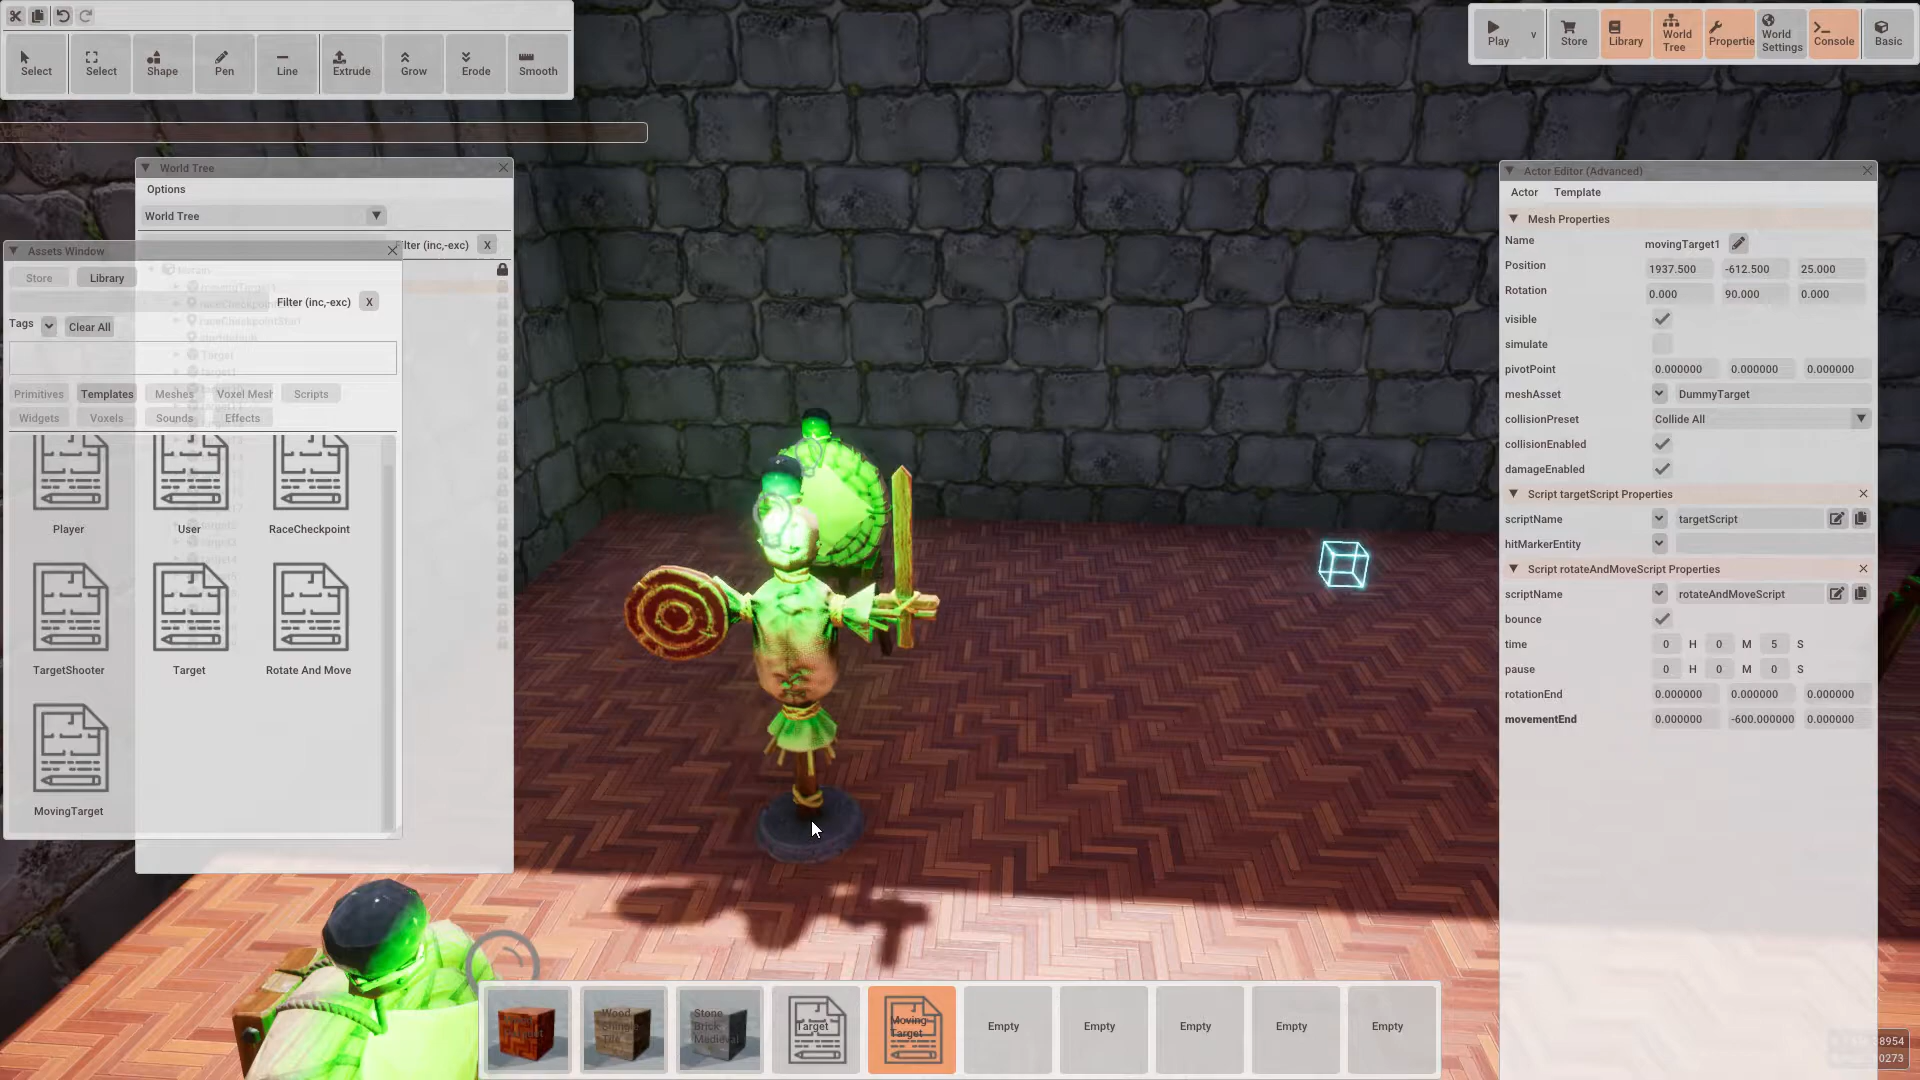 Select
Select
Shape
Pen
Line
Extrude
Grow
Erode
Smooth
Play
v
Store
Library
World Tree
Propertie
World Settings
Console
Basic
World Tree
Options
World Tree
Filter (inc,-exc)
X
Assets Window
Store
Library
Filter (inc,-exc)
X
Tags
Clear All
Primitives
Templates
Meshes
Voxel Mesh
Scripts
Widgets
Voxels
Sounds
Effects
Player
User
RaceCheckpoint
TargetShooter
Target
Rotate And Move
MovingTarget
Actor Editor (Advanced)
Actor Template
Mesh Properties
Name movingTarget1
Position 1937.500 -612.500 25.000
Rotation 0.000 90.000 0.000
visible
simulate
pivotPoint 0.000000 0.000000 0.000000
meshAsset DummyTarget
collisionPreset Collide All
collisionEnabled
damageEnabled
Script targetScript Properties
scriptName targetScript
hitMarkerEntity
Script rotateAndMoveScript Properties
scriptName rotateAndMoveScript
bounce
time 0 H 0 M 5 S
pause 0 H 0 M 0 S
rotationEnd 0.000000 0.000000 0.000000
movementEnd 0.000000 -600.000000 0.000000
Wood Shingle Tile
Stone Brick Medieval
Target
Moving Target
Empty
Empty
Empty
Empty
Empty